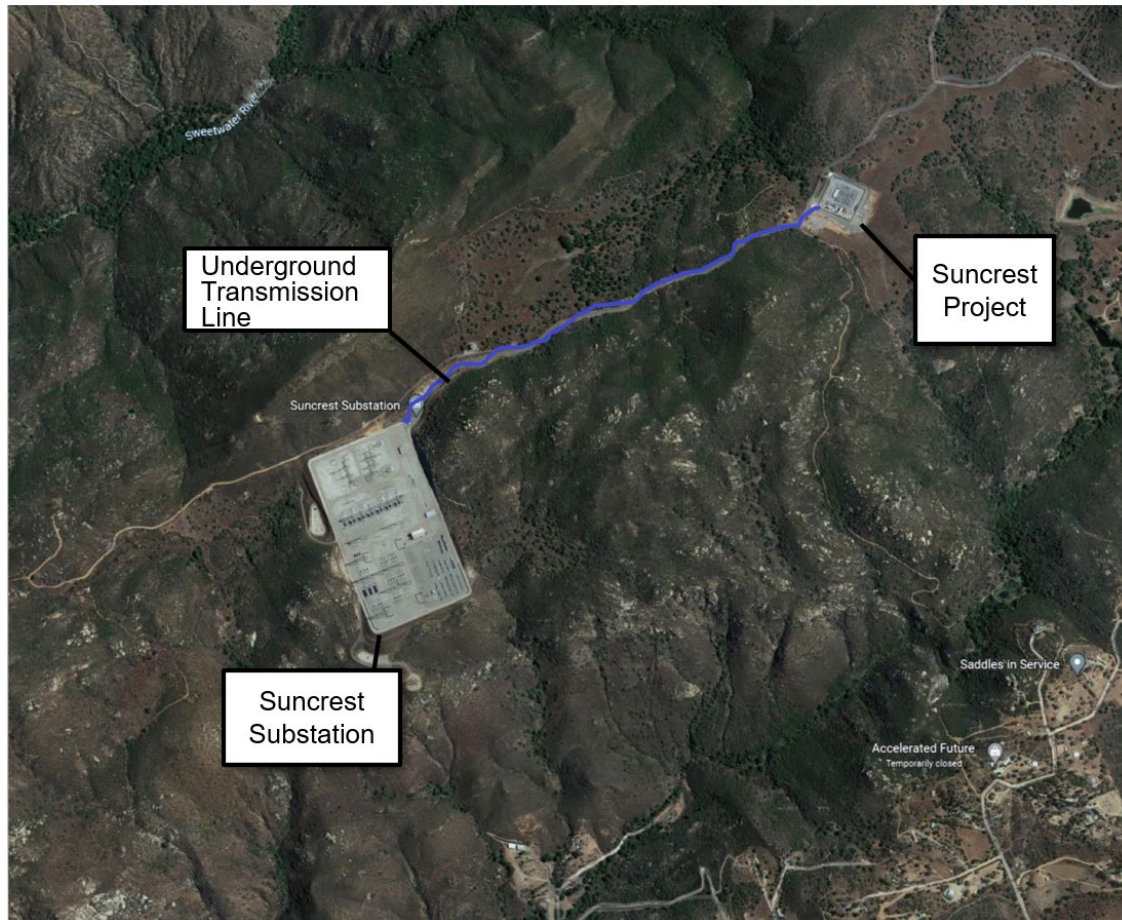 Sweetwater River
Underground
Transmission
Line
Suncrest
Project
Suncrest Substation
Saddles in Service
Suncrest
Substation
Accelerated Future
Temporarily closed